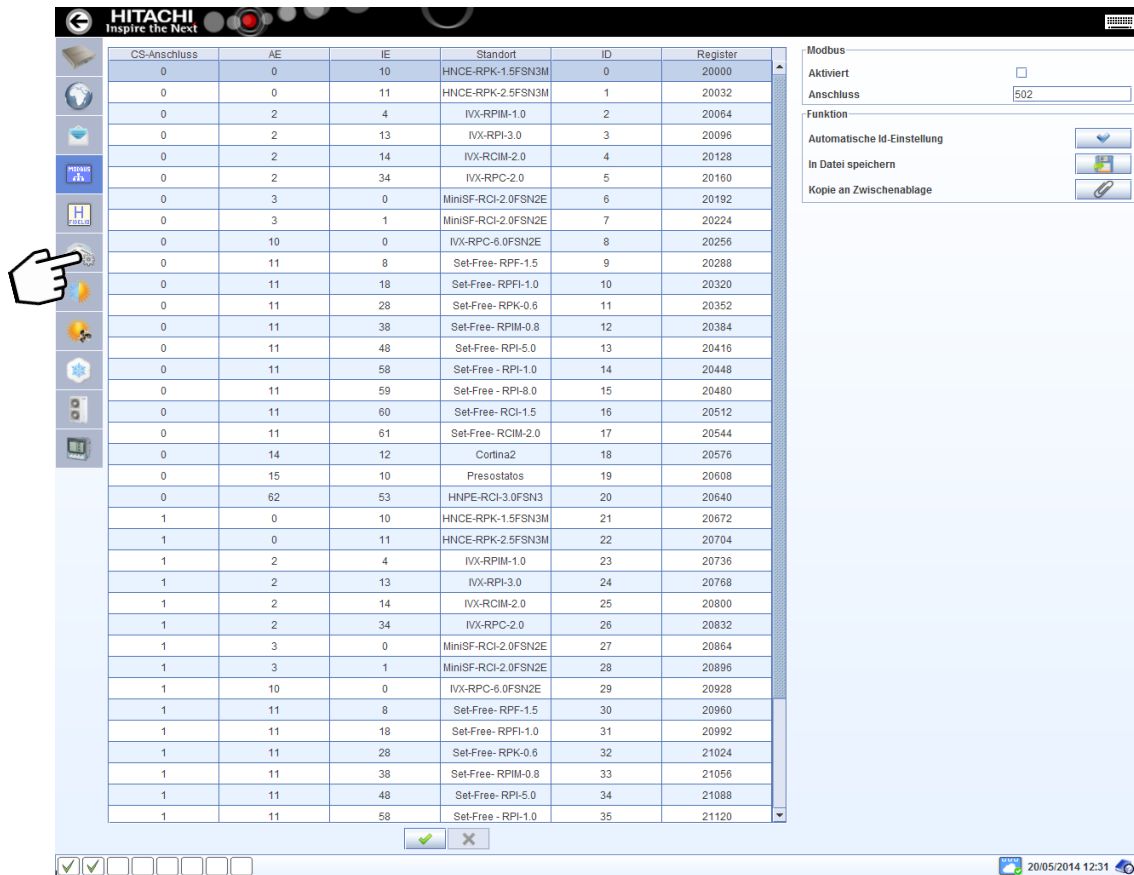 HITACHI
Inspire the Next
CS-Anschluss AE IE Standort ID Register
0 0 10 HNCE-RPK-1.5FSN3M 0 20000
0 0 11 HNCE-RPK-2.5FSN3M 1 20032
0 2 4 IVX-RPIM-1.0 2 20064
0 2 13 IVX-RPI-3.0 3 20096
0 2 14 IVX-RCIM-2.0 4 20128
0 2 34 IVX-RPC-2.0 5 20160
0 3 0 MiniSF-RCI-2.0FSN2E 6 20192
0 3 1 MiniSF-RCI-2.0FSN2E 7 20224
0 10 0 IVX-RPC-6.0FSN2E 8 20256
0 11 8 Set-Free- RPF-1.5 9 20288
0 11 18 Set-Free- RPFI-1.0 10 20320
0 11 28 Set-Free- RPK-0.6 11 20352
0 11 38 Set-Free- RPIM-0.8 12 20384
0 11 48 Set-Free- RPI-5.0 13 20416
0 11 58 Set-Free - RPI-1.0 14 20448
0 11 59 Set-Free - RPI-8.0 15 20480
0 11 60 Set-Free- RCI-1.5 16 20512
0 11 61 Set-Free- RCIM-2.0 17 20544
0 14 12 Cortina2 18 20576
0 15 10 Presostatos 19 20608
0 62 53 HNPE-RCI-3.0FSN3 20 20640
1 0 10 HNCE-RPK-1.5FSN3M 21 20672
1 0 11 HNCE-RPK-2.5FSN3M 22 20704
1 2 4 IVX-RPIM-1.0 23 20736
1 2 13 IVX-RPI-3.0 24 20768
1 2 14 IVX-RCIM-2.0 25 20800
1 2 34 IVX-RPC-2.0 26 20832
1 3 0 MiniSF-RCI-2.0FSN2E 27 20864
1 3 1 MiniSF-RCI-2.0FSN2E 28 20896
1 10 0 IVX-RPC-6.0FSN2E 29 20928
1 11 8 Set-Free- RPF-1.5 30 20960
1 11 18 Set-Free- RPFI-1.0 31 20992
1 11 28 Set-Free- RPK-0.6 32 21024
1 11 38 Set-Free- RPIM-0.8 33 21056
1 11 48 Set-Free- RPI-5.0 34 21088
1 11 58 Set-Free - RPI-1.0 35 21120
Modbus
Aktiviert
Anschluss 502
Funktion
Automatische Id-Einstellung
In Datei speichern
Kopie an Zwischenablage
MODBUS
H
20/05/2014 12:31